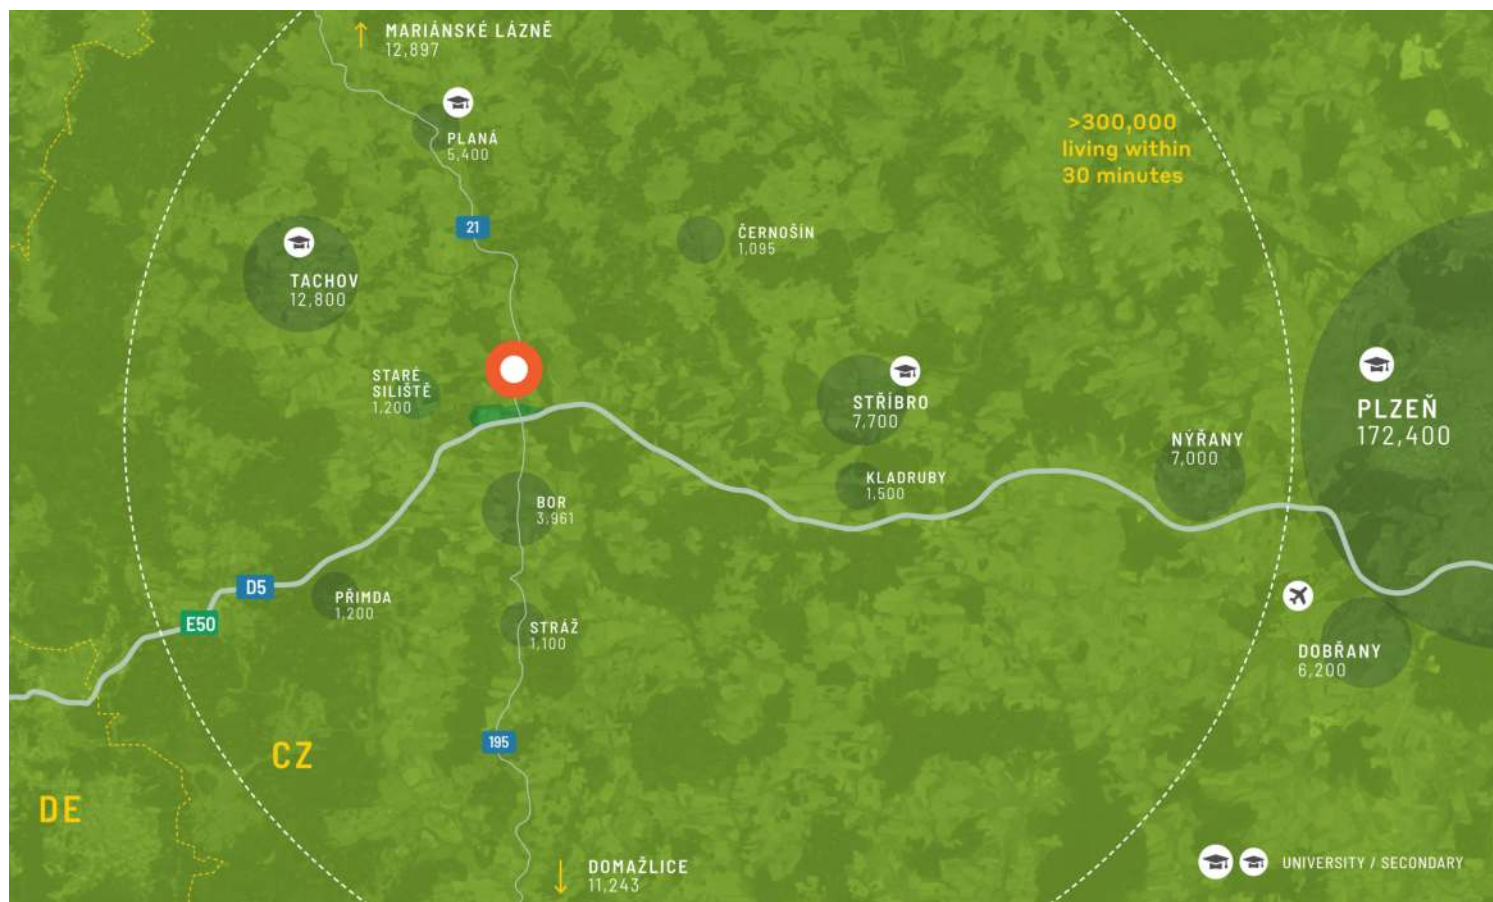 MARIÁNSKÉ LÁZNĚ
12,897
PLANÁ
5,400
>300,000
living within
30 minutes
21
ČERNOŠÍN
1,095
TACHOV
12,800
STARÉ
SILIŠTĚ
1,200
STŘÍBRO
7,700
PLZEŇ
172,400
NÝŘANY
7,000
KLADRUBY
1,500
BOR
3,961
D5
E50
PŘIMDA
1,200
STRÁŽ
1,100
DOBŘANY
6,200
195
CZ
DE
DOMAŽLICE
11,243
UNIVERSITY / SECONDARY